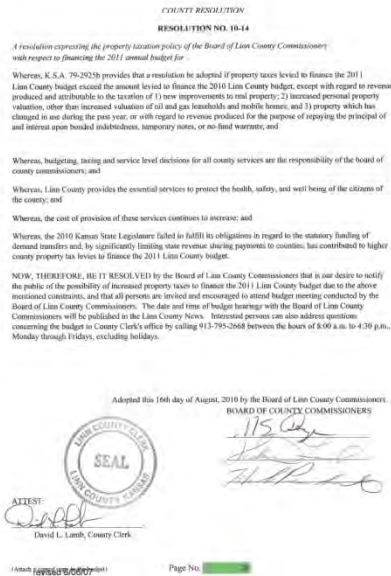 COUNTY RESOLUTION
RESOLUTION NO. 10-14
A resolution expressing the property taxation policy of the Board of Linn County Commissioners
with respect to financing the 2011 annual budget for .
Whereas, K.S.A. 79-2925b provides that a resolution be adopted if property taxes levied to finance the 2011
Linn County budget exceed the amount levied to finance the 2010 Linn County budget, except with regard to revenue
produced and attributable to the taxation of 1) new improvements to real property; 2) increased personal property
valuation, other than increased valuation of oil and gas leaseholds and mobile homes; and 3) property which has
changed in use during the past year, or with regard to revenue produced for the purpose of repaying the principal of
and interest upon bonded indebtedness, temporary notes, or no-fund warrants; and
Whereas, budgeting, taxing and service level decisions for all county services are the responsibility of the board of
county commissioners; and
Whereas, Linn County provides the essential services to protect the health, safety, and well being of the citizens of
the county; and
Whereas, the cost of provision of these services continues to increase; and
Whereas, the 2010 Kansas State Legislature failed to fulfill its obligations in regard to the statutory funding of
demand transfers and, by significantly limiting state revenue sharing payments to counties, has contributed to higher
county property tax levies to finance the 2011 Linn County budget.
NOW, THEREFORE, BE IT RESOLVED by the Board of Linn County Commissioners that is our desire to notify
the public of the possibility of increased property taxes to finance the 2011 Linn County budget due to the above
mentioned constraints, and that all persons are invited and encouraged to attend budget meeting conducted by the
Board of Linn County Commissioners. The date and time of budget hearings with the Board of Linn County
Commissioners will be published in the Linn County News. Interested persons can also address questions
concerning the budget to County Clerk's office by calling 913-795-2668 between the hours of 8:00 a.m. to 4:30 p.m.,
Monday through Fridays, excluding holidays.
Adopted this 16th day of August, 2010 by the Board of Linn County Commissioners.
BOARD OF COUNTY COMMISSIONERS
LINN COUNTY CLERK
SEAL
LINN COUNTY KANSAS
ATTEST:
David L. Lamb, County Clerk
(Attach
revised 8/06/07
Page No.